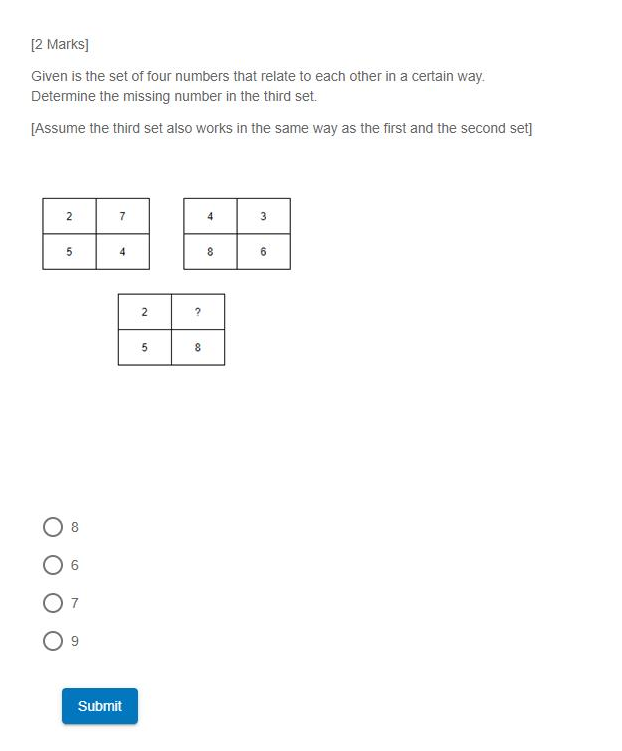 [2 Marks]
Given is the set of four numbers that relate to each other in a certain way.
Determine the missing number in the third set.
[Assume the third set also works in the same way as the first and the second set]
2 7 4 3
5 4 8 6
2 ?
5 8
8
6
7
9
Submit